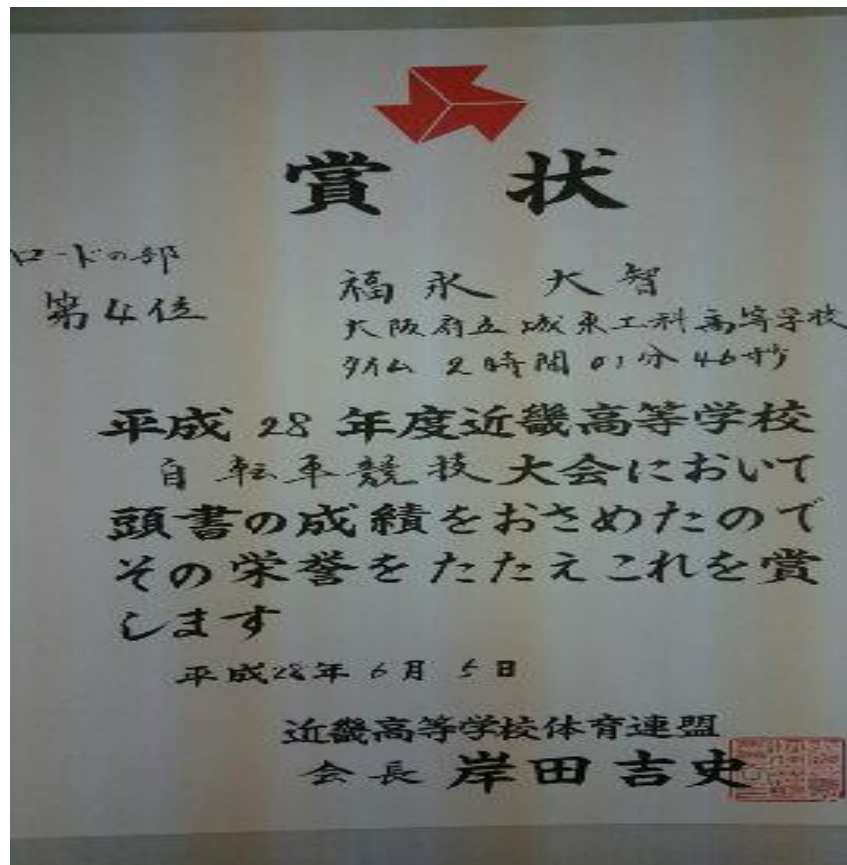 賞状
ロードの部
第4位
福永大智
大阪府立城東工科高等学校
タイム 2時間01分46秒
平成28年度近畿高等学校
自転車競技大会において
頭書の成績をおさめたので
その栄誉をたたえこれを賞
します
平成28年6月5日
近畿高等学校体育連盟
会長 岸田吉史